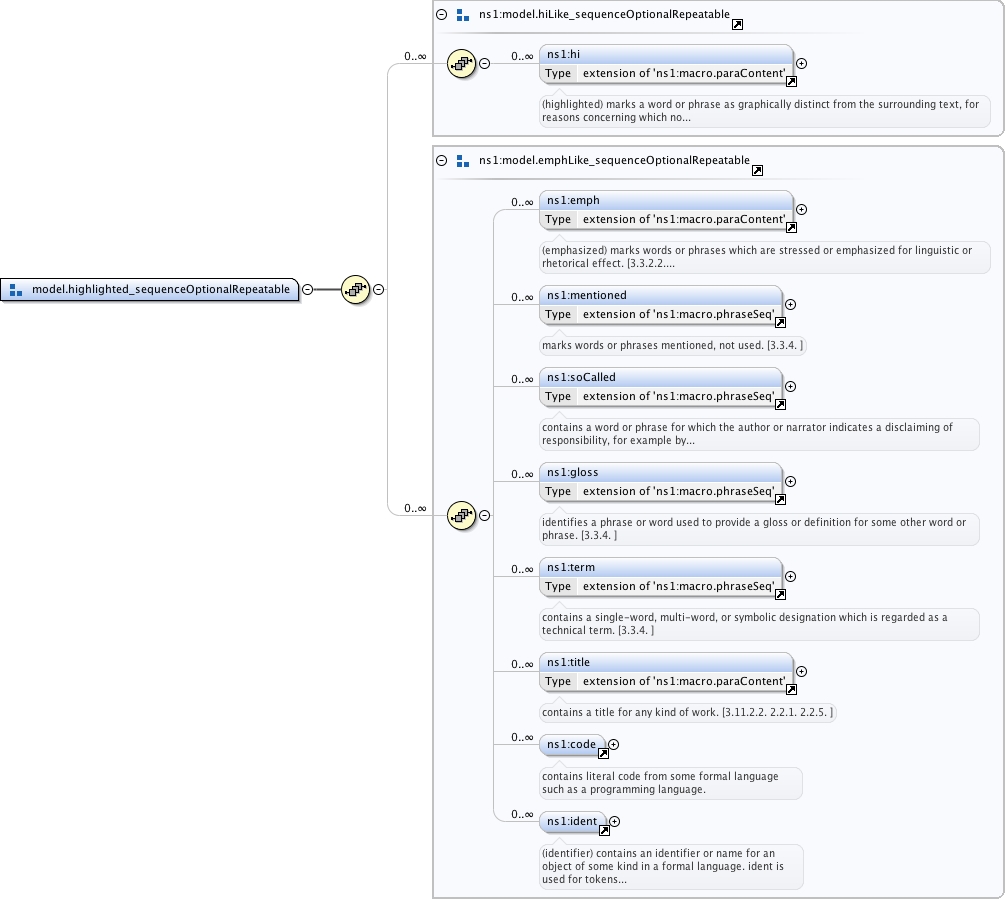 ns1:model.hiLike_sequenceOptionalRepeatable
0..∞
0..∞
ns1:hi
Type extension of 'ns1:macro.paraContent'
(highlighted) marks a word or phrase as graphically distinct from the surrounding text, for
reasons concerning which no...
ns1:model.emphLike_sequenceOptionalRepeatable
0..∞
ns1:emph
Type extension of 'ns1:macro.paraContent'
(emphasized) marks words or phrases which are stressed or emphasized for linguistic or
rhetorical effect. [3.3.2.2....
model.highlighted_sequenceOptionalRepeatable
0..∞
ns1:mentioned
Type extension of 'ns1:macro.phraseSeq'
marks words or phrases mentioned, not used. [3.3.4. ]
0..∞
ns1:soCalled
Type extension of 'ns1:macro.phraseSeq'
contains a word or phrase for which the author or narrator indicates a disclaiming of
responsibility, for example by...
0..∞
ns1:gloss
Type extension of 'ns1:macro.phraseSeq'
0..∞
identifies a phrase or word used to provide a gloss or definition for some other word or
phrase. [3.3.4. ]
0..∞
ns1:term
Type extension of 'ns1:macro.phraseSeq'
contains a single-word, multi-word, or symbolic designation which is regarded as a
technical term. [3.3.4. ]
0..∞
ns1:title
Type extension of 'ns1:macro.paraContent'
contains a title for any kind of work. [3.11.2.2. 2.2.1. 2.2.5. ]
0..∞
ns1:code
contains literal code from some formal language
such as a programming language.
0..∞
ns1:ident
(identifier) contains an identifier or name for an
object of some kind in a formal language. ident is
used for tokens...